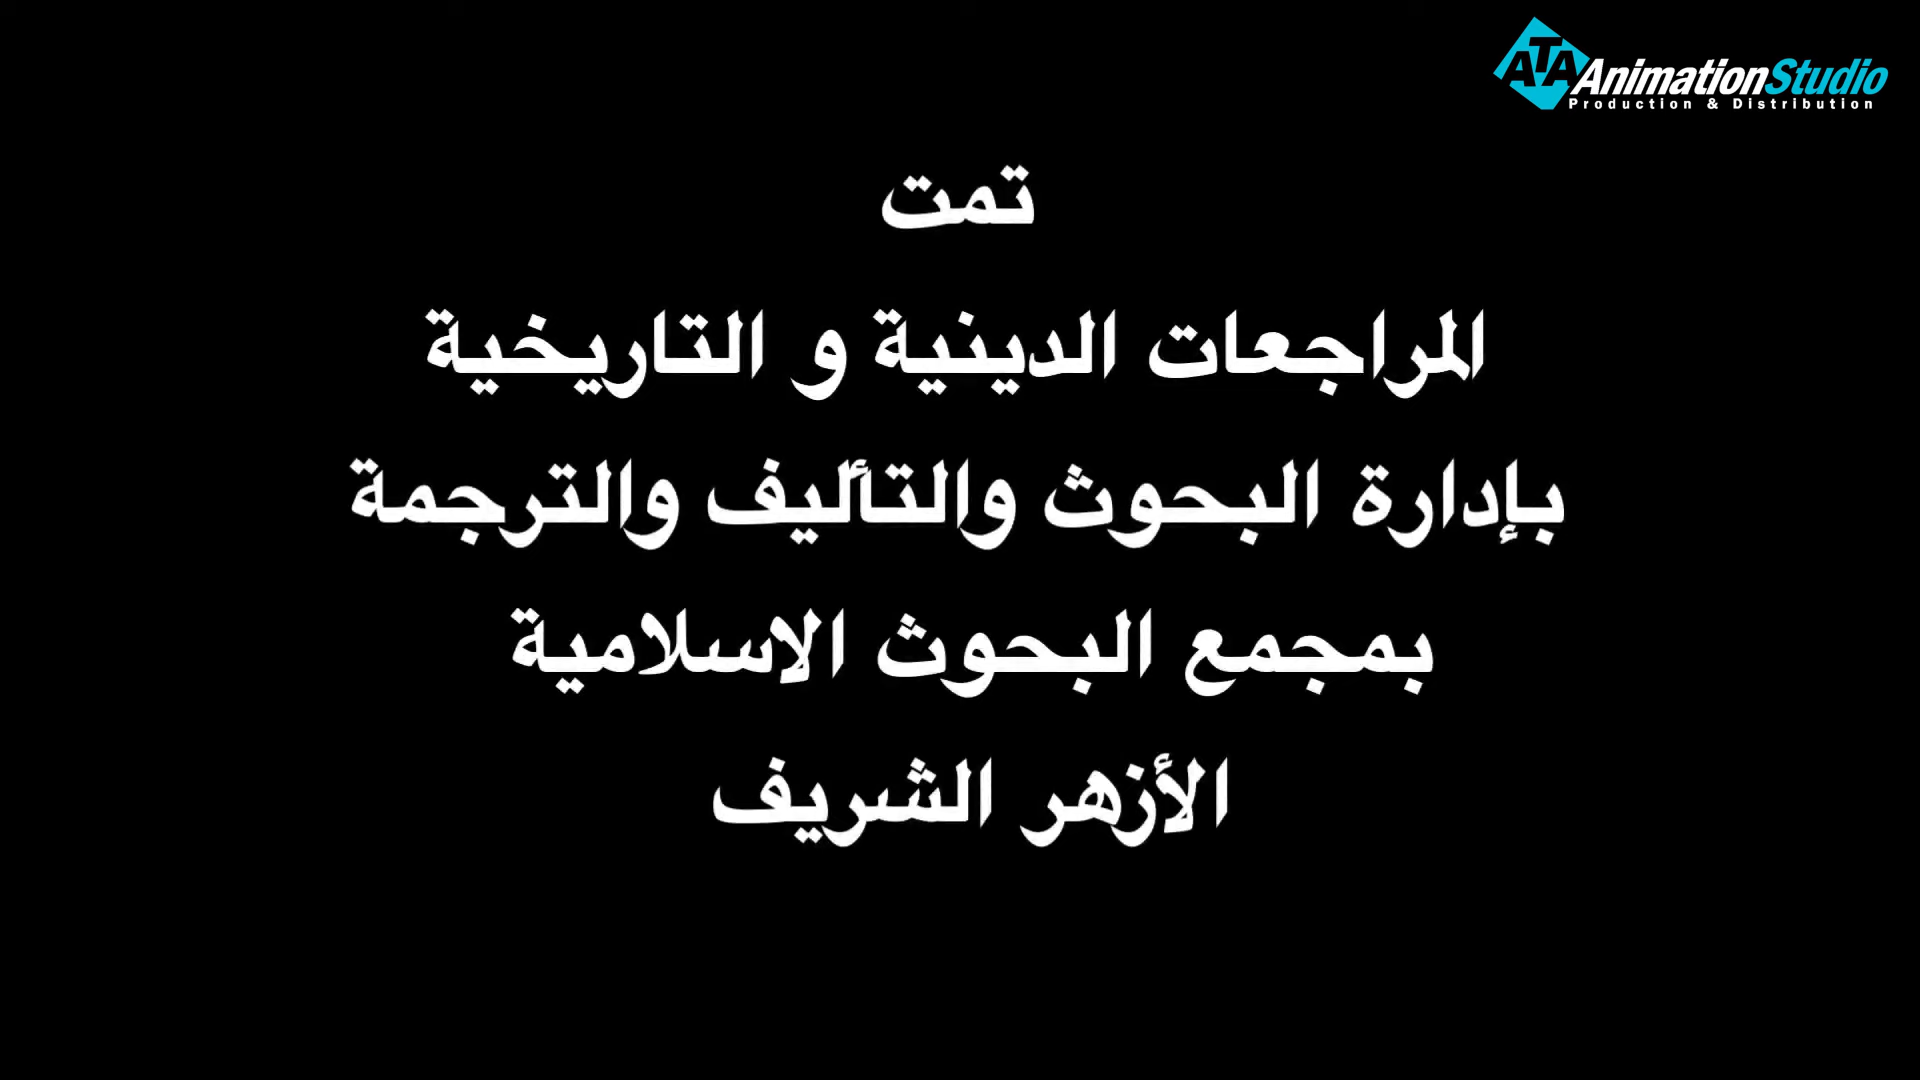 ATA AnimationStudio
Production & Distribution
تمت
المراجعات الدينية و التاريخية
بإدارة البحوث والتأليف والترجمة
بمجمع البحوث الاسلامية
الأزهر الشريف